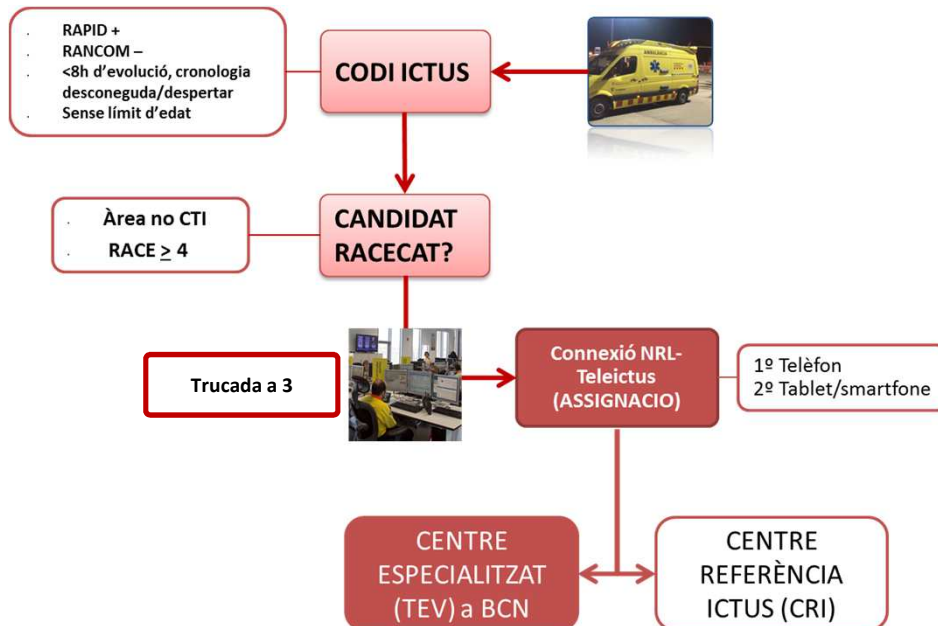 RAPID +
RANCOM –
<8h d'evolució, cronologia
desconeguda/despertar
Sense límit d'edat
CODI ICTUS
AMBULÀNCIA
Àrea no CTI
RACE ≥ 4
CANDIDAT
RACECAT?
Trucada a 3
Connexió NRL-
Teleictus
(ASSIGNACIO)
1º Telèfon
2º Tablet/smartfone
CENTRE
ESPECIALITZAT
(TEV) a BCN
CENTRE
REFERÈNCIA
ICTUS (CRI)